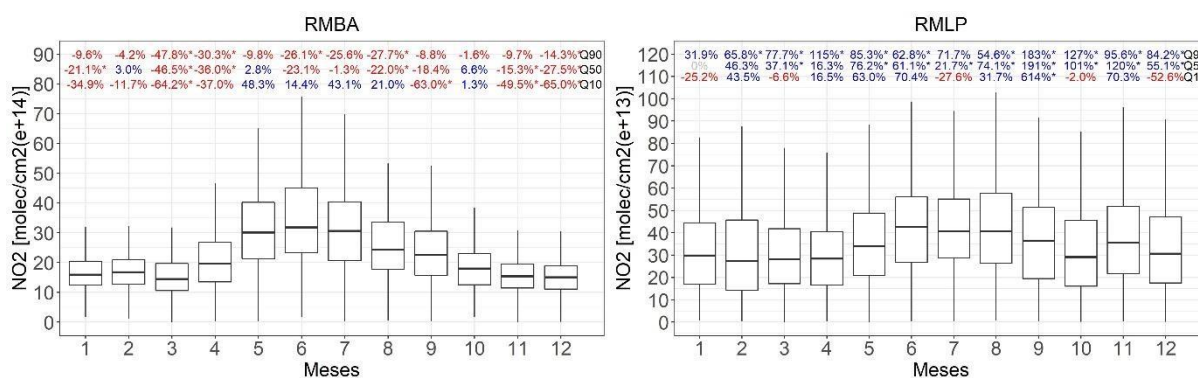 RMBA
90 -9.6% -4.2% -47.8%* -30.3%* -9.8% -26.1%* -25.6% -27.7%* -8.8% -1.6% -9.7% -14.3%* Q90
-21.1%* 3.0% -46.5%* -36.0%* 2.8% -23.1% -1.3% -22.0%* -18.4% 6.6% -15.3%* -27.5%* Q50
80 -34.9% -11.7% -64.2%* -37.0% 48.3% 14.4% 43.1% 21.0% -63.0%* 1.3% -49.5%* -65.0%* Q10
70
60
50
40
30
20
10
0
NO2 [molec/cm2(e+14)]
1 2 3 4 5 6 7 8 9 10 11 12
Meses
RMLP
120 31.9% 65.8%* 77.7%* 115%* 85.3%* 62.8%* 71.7% 54.6%* 183%* 127%* 95.6%* 84.2%* Q9
0% 46.3% 37.1%* 16.3% 76.2%* 61.1%* 21.7%* 74.1%* 191%* 101%* 120%* 55.1%* Q5
110 -25.2% 43.5% -6.6% 16.5% 63.0% 70.4% -27.6% 31.7% 614%* -2.0% 70.3% -52.6% Q1
100
90
80
70
60
50
40
30
20
10
0
NO2 [molec/cm2(e+13)]
1 2 3 4 5 6 7 8 9 10 11 12
Meses